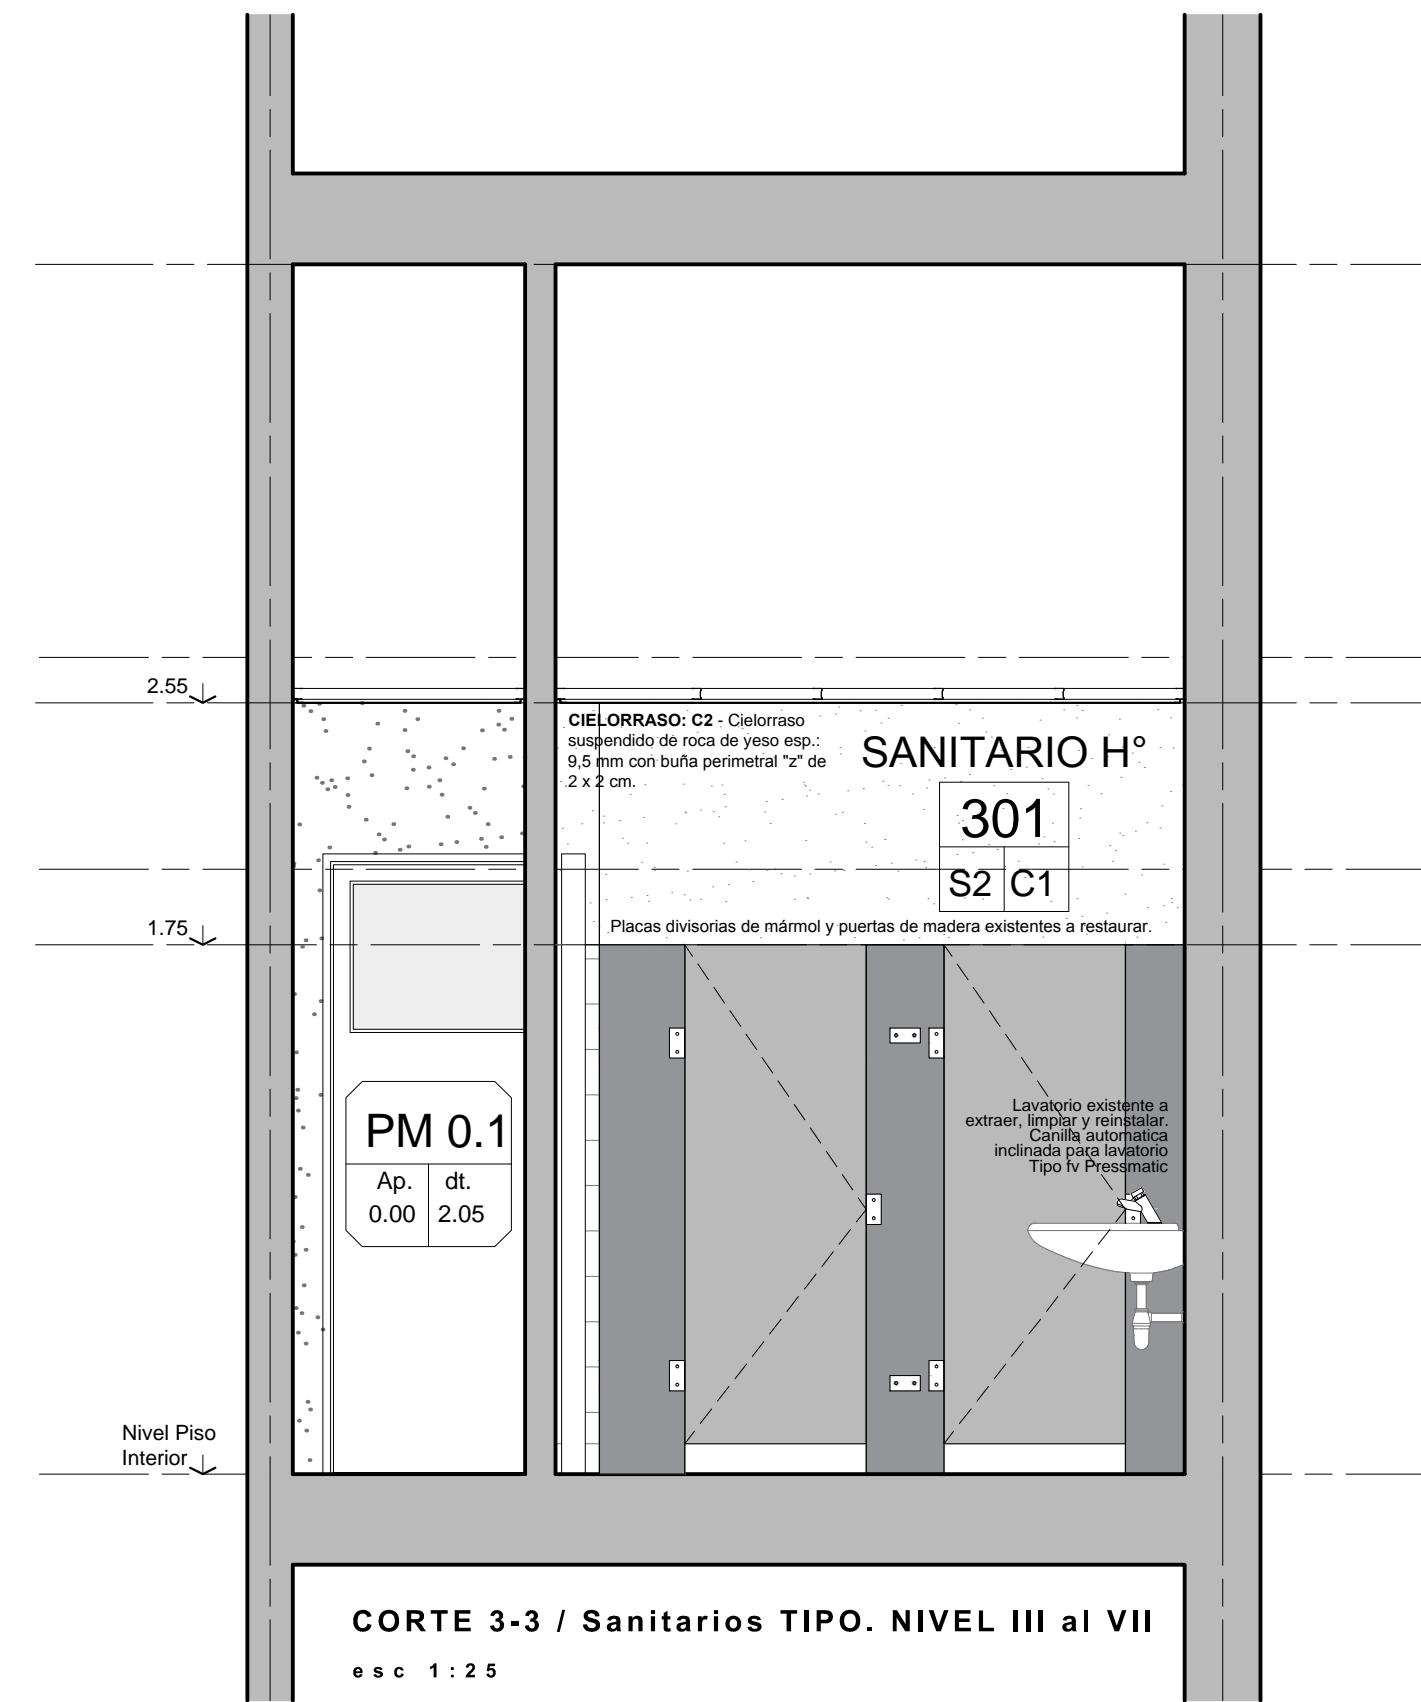 2.55
CIELORRASO: C2 - Cielorraso
suspendido de roca de yeso esp.:
9,5 mm con buña perimetral "z" de
2 x 2 cm.
SANITARIO H°
301
S2 C1
1.75
Placas divisorias de mármol y puertas de madera existentes a restaurar.
PM 0.1
Ap. dt.
0.00 2.05
Lavatorio existente a
extraer, limpiar y reinstalar.
Canilla automatica
inclinada para lavatorio
Tipo fv Pressmatic
Nivel Piso
Interior
CORTE 3-3 / Sanitarios TIPO. NIVEL III al VII
esc 1:25